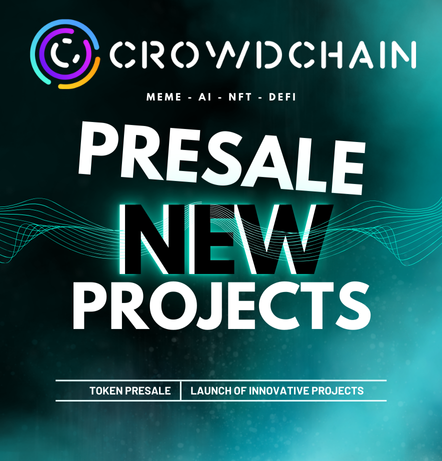 CROWDCHAIN
MEME - AI - NFT - DEFI
PRESALE
NEW
PROJECTS
TOKEN PRESALE | LAUNCH OF INNOVATIVE PROJECTS